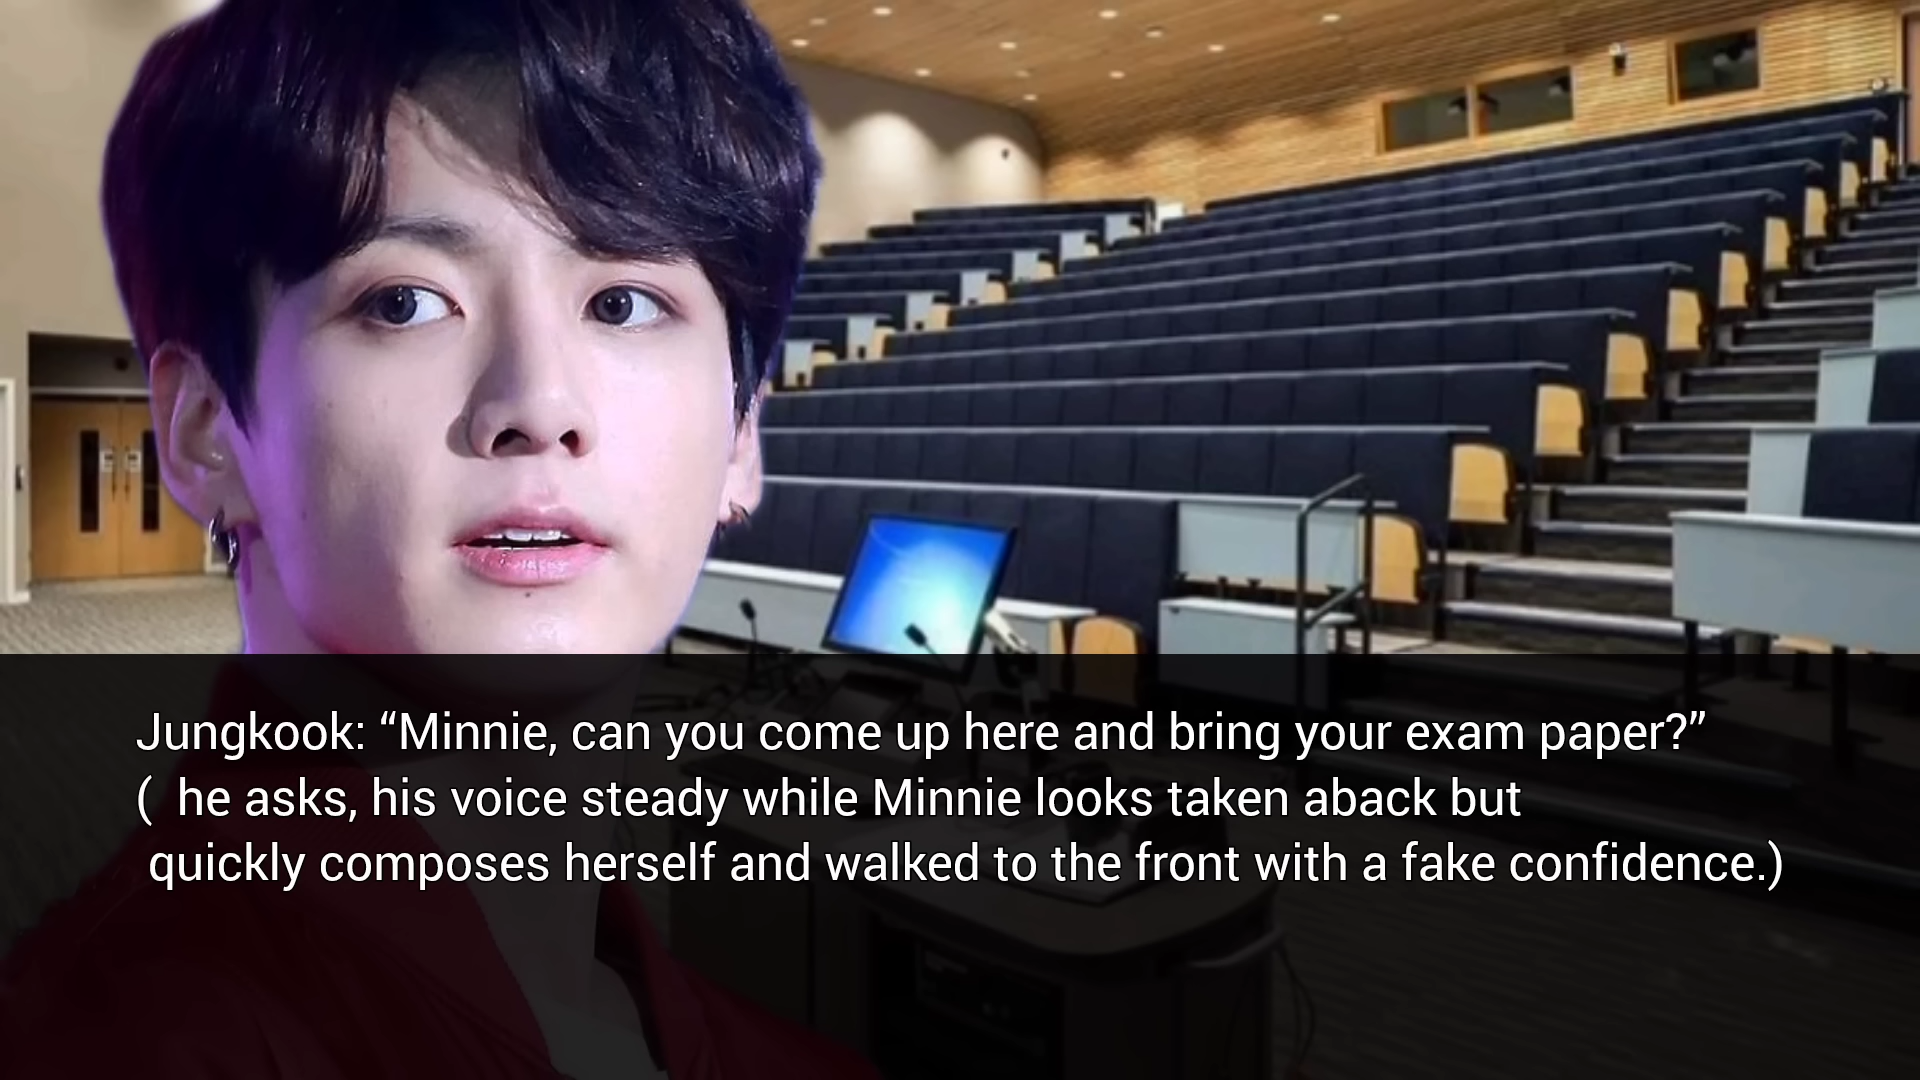 Jungkook: “Minnie, can you come up here and bring your exam paper?”
( he asks, his voice steady while Minnie looks taken aback but
quickly composes herself and walked to the front with a fake confidence.)